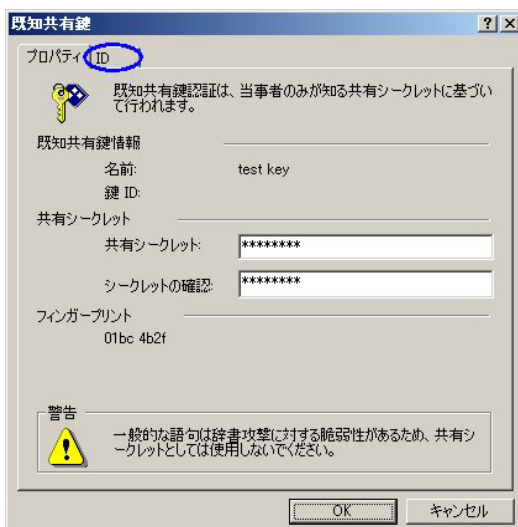 既知共有鍵
プロパティ ID
既知共有鍵認証は、当事者のみが知る共有シークレットに基づい
て行われます。
既知共有鍵情報
名前: test key
鍵 ID:
共有シークレット
共有シークレット: ********
シークレットの確認: ********
フィンガープリント
01bc 4b2f
警告
一般的な語句は辞書攻撃に対する脆弱性があるため、共有シ
ークレットとしては使用しないでください。
OK キャンセル